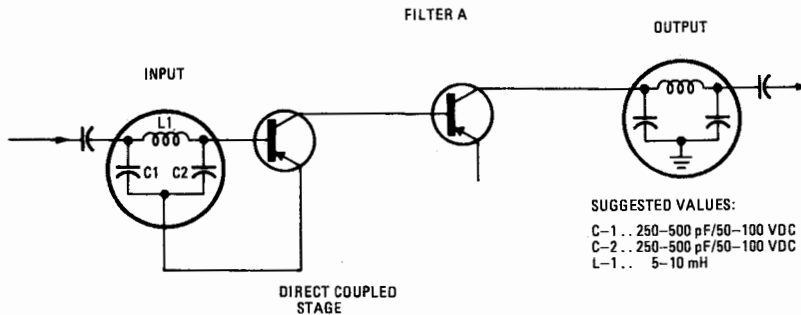 FILTER A
OUTPUT
INPUT
L1
C1
C2
SUGGESTED VALUES:
C-1 . . 250-500 pF/50-100 VDC
C-2 . . 250-500 pF/50-100 VDC
L-1 . . 5-10 mH
DIRECT COUPLED
STAGE